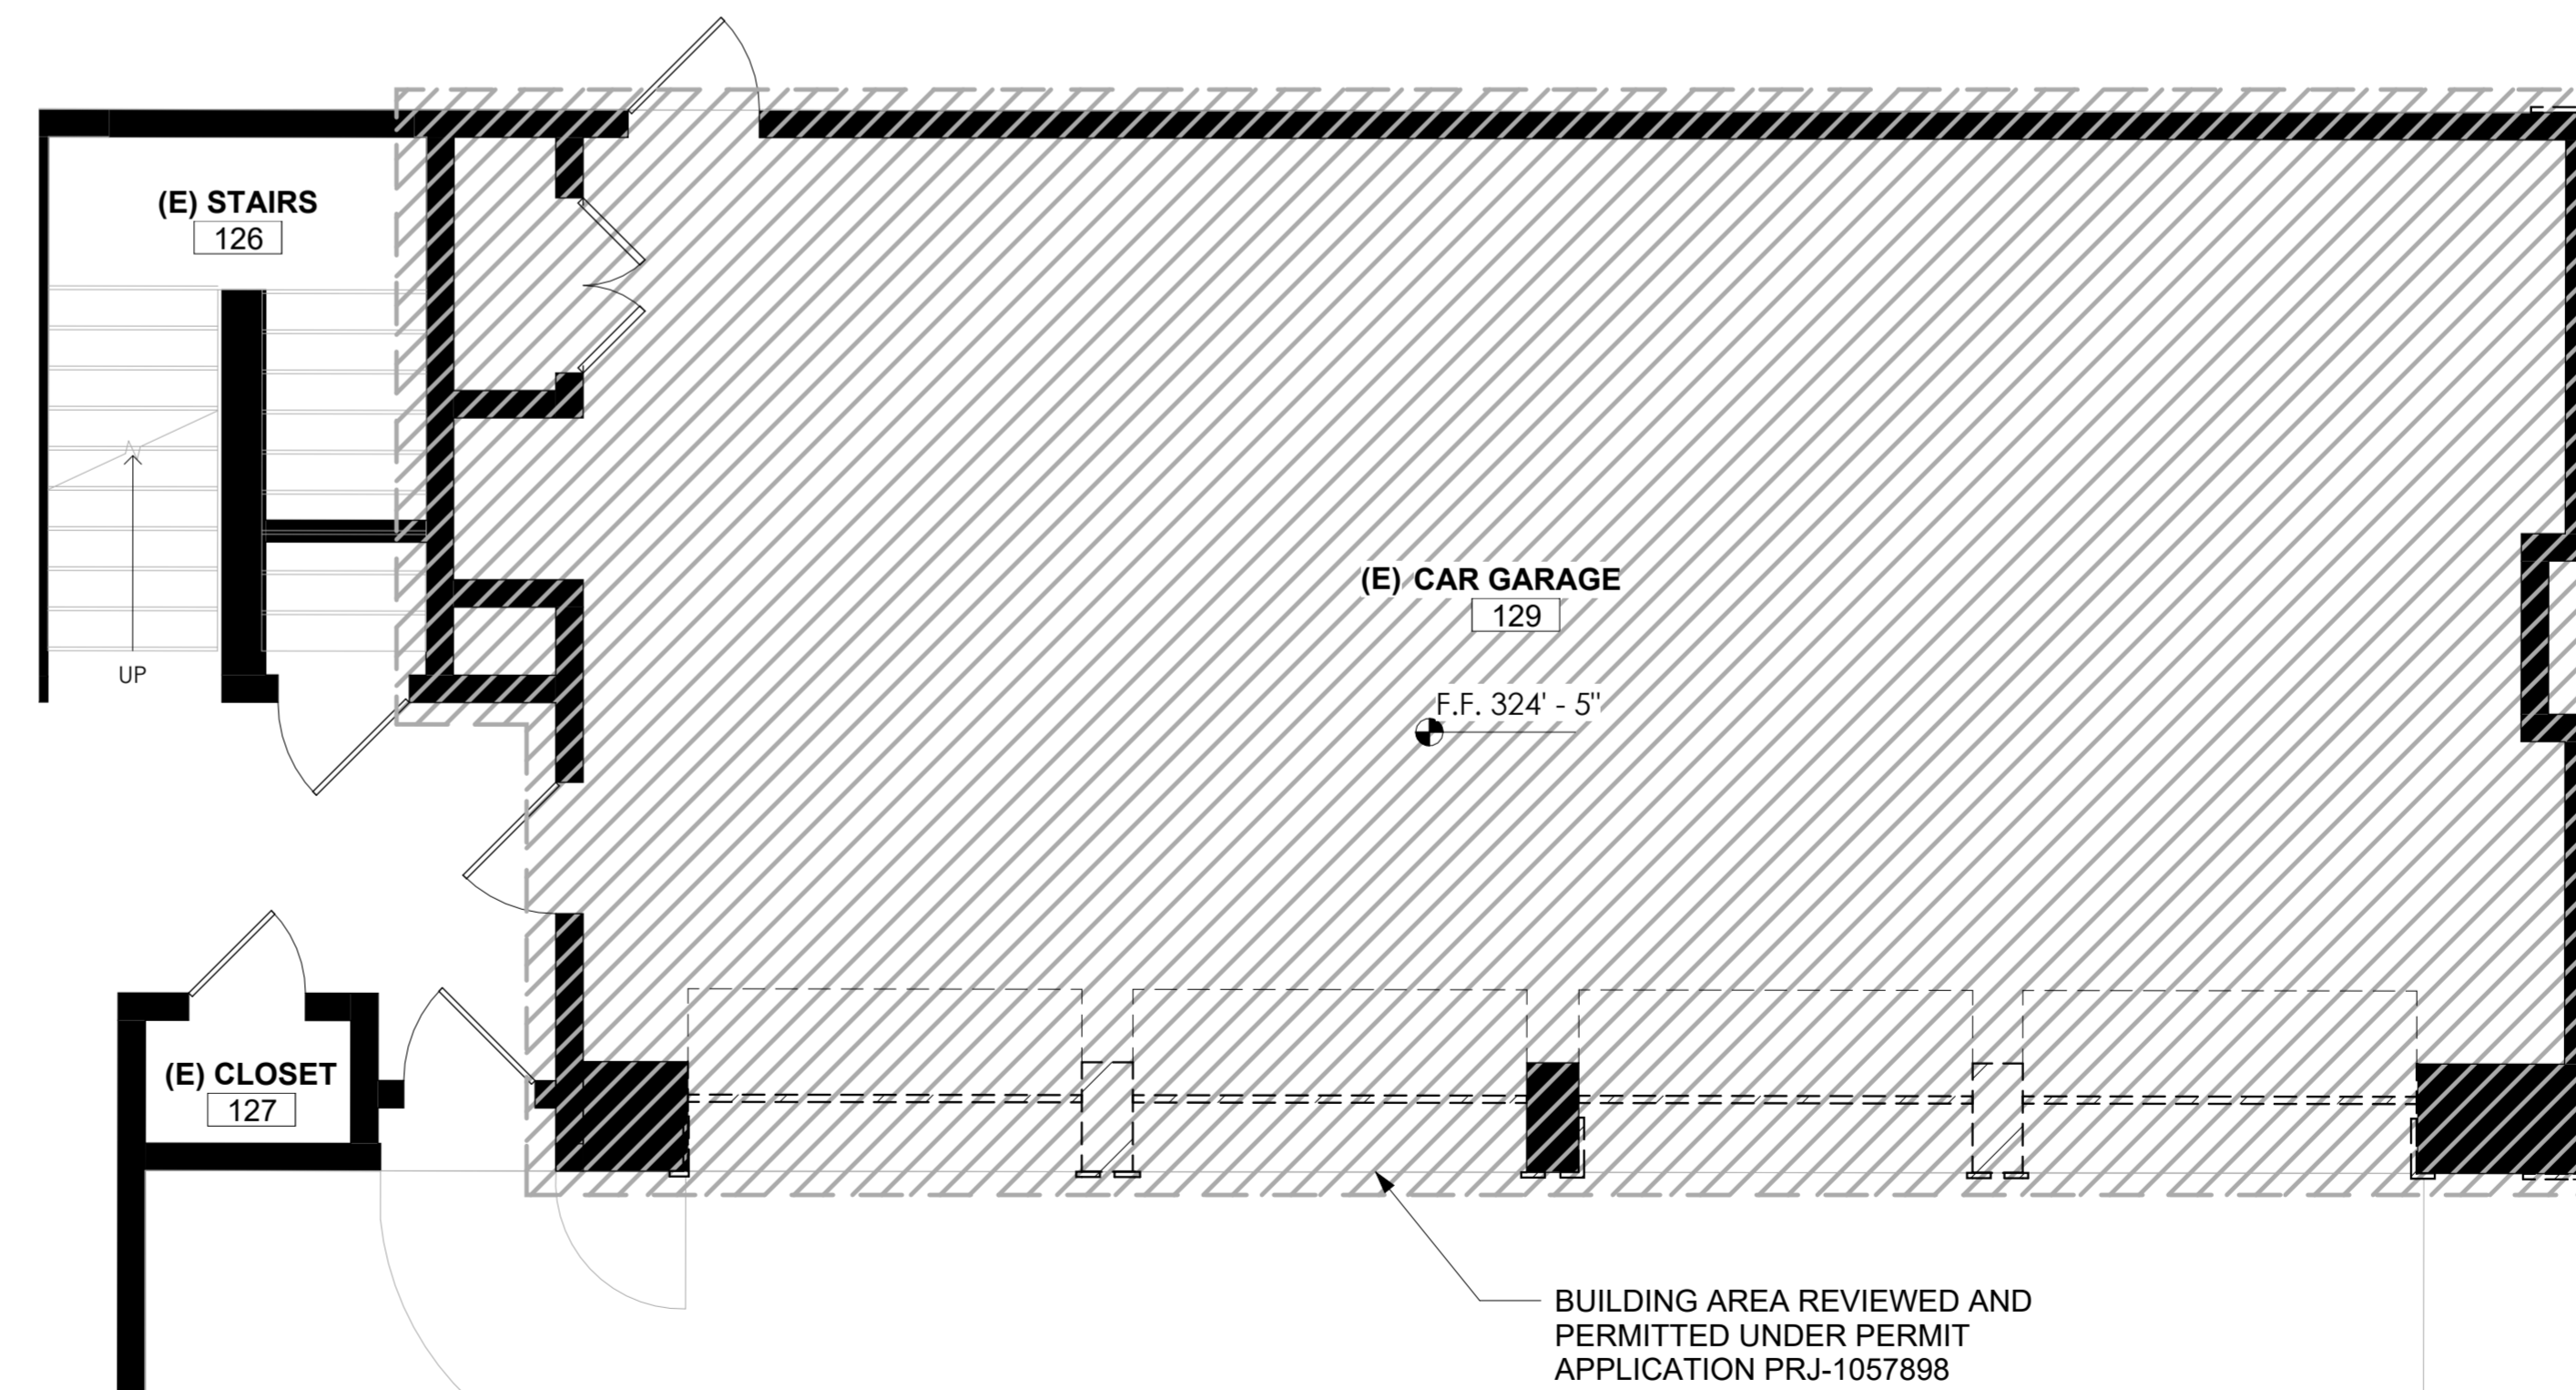 (E) STAIRS
126
UP
(E) CAR GARAGE
129
F.F. 324' - 5"
(E) CLOSET
127
BUILDING AREA REVIEWED AND
PERMITTED UNDER PERMIT
APPLICATION PRJ-1057898